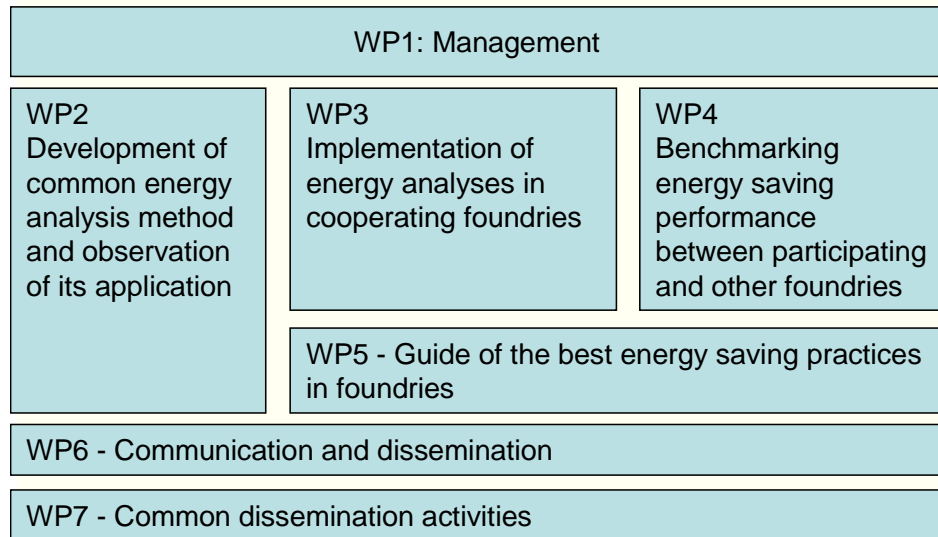 WP1: Management
WP2
Development of
common energy
analysis method
and observation
of its application
WP3
Implementation of
energy analyses in
cooperating foundries
WP4
Benchmarking
energy saving
performance
between participating
and other foundries
WP5 - Guide of the best energy saving practices
in foundries
WP6 - Communication and dissemination
WP7 - Common dissemination activities